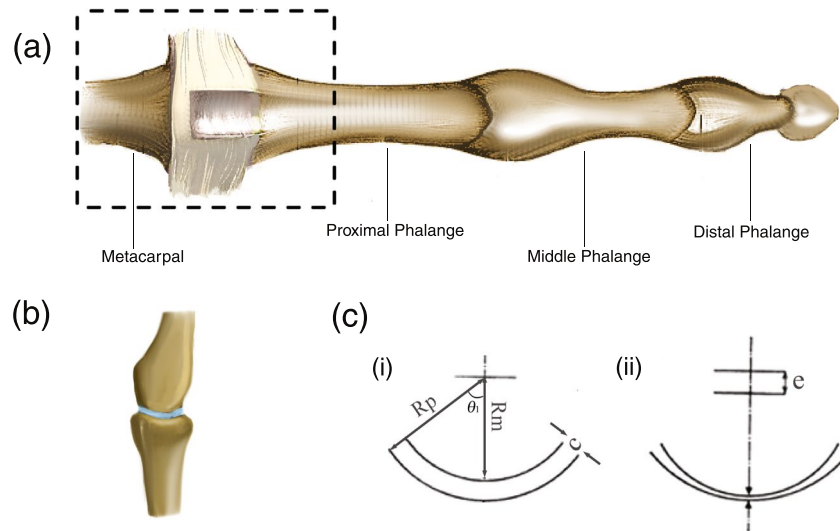 (a)
Metacarpal
Proximal Phalange
Middle Phalange
Distal Phalange
(b)
(c)
(i)
Rp
θ1
Rm
c
(ii)
e